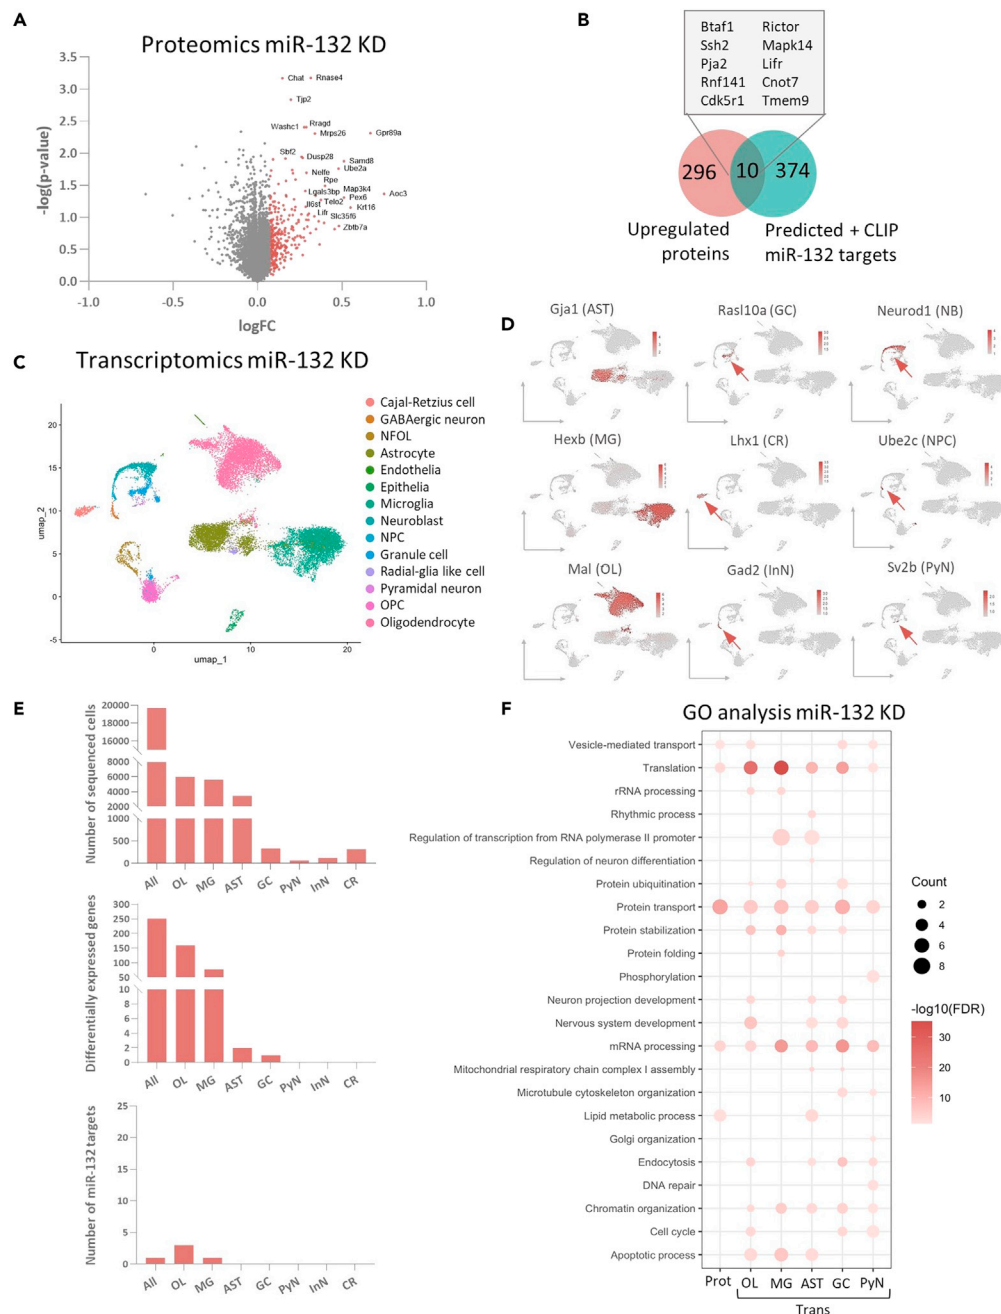 A
Proteomics miR-132 KD
-log(p-value)
3.5
3.0
2.5
2.0
1.5
1.0
0.5
0.0
-1.0
-0.5
0.0
0.5
1.0
logFC
Chat
Rnase4
Tjp2
Washc1
Rragd
Mrps26
Gpr89a
Sbf2
Dusp28
Samd8
Ube2a
Nelfe
Rpe
Lgals3bp
Map3k4
Aoc3
Telo2
Pex6
Il6st
Krt16
Lifr
Slc35f6
Zbtb7a
B
Btaf1 Rictor
Ssh2 Mapk14
Pja2 Lifr
Rnf141 Cnot7
Cdk5r1 Tmem9
296 10 374
Upregulated
proteins
Predicted + CLIP
miR-132 targets
C
Transcriptomics miR-132 KD
umap_2
20
15
10
5
0
-5
0
10
20
umap_1
Cajal-Retzius cell
GABAergic neuron
NFOL
Astrocyte
Endothelia
Epithelia
Microglia
Neuroblast
NPC
Granule cell
Radial-glia like cell
Pyramidal neuron
OPC
Oligodendrocyte
D
Gja1 (AST)
Rasl10a (GC)
Neurod1 (NB)
Hexb (MG)
Lhx1 (CR)
Ube2c (NPC)
Mal (OL)
Gad2 (InN)
Sv2b (PyN)
E
Number of sequenced cells
20000
18000
16000
14000
8000
6000
4000
2000
1000
500
0
All OL MG AST GC PyN InN CR
Differentially expressed genes
300
250
200
150
100
50
10
8
6
4
2
0
All OL MG AST GC PyN InN CR
Number of miR-132 targets
25
20
15
10
5
0
All OL MG AST GC PyN InN CR
F
GO analysis miR-132 KD
Vesicle-mediated transport
Translation
rRNA processing
Rhythmic process
Regulation of transcription from RNA polymerase II promoter
Regulation of neuron differentiation
Protein ubiquitination
Protein transport
Protein stabilization
Protein folding
Phosphorylation
Neuron projection development
Nervous system development
mRNA processing
Mitochondrial respiratory chain complex I assembly
Microtubule cytoskeleton organization
Lipid metabolic process
Golgi organization
Endocytosis
DNA repair
Chromatin organization
Cell cycle
Apoptotic process
Prot OL MG AST GC PyN
Trans
Count
2
4
6
8
-log10(FDR)
30
20
10